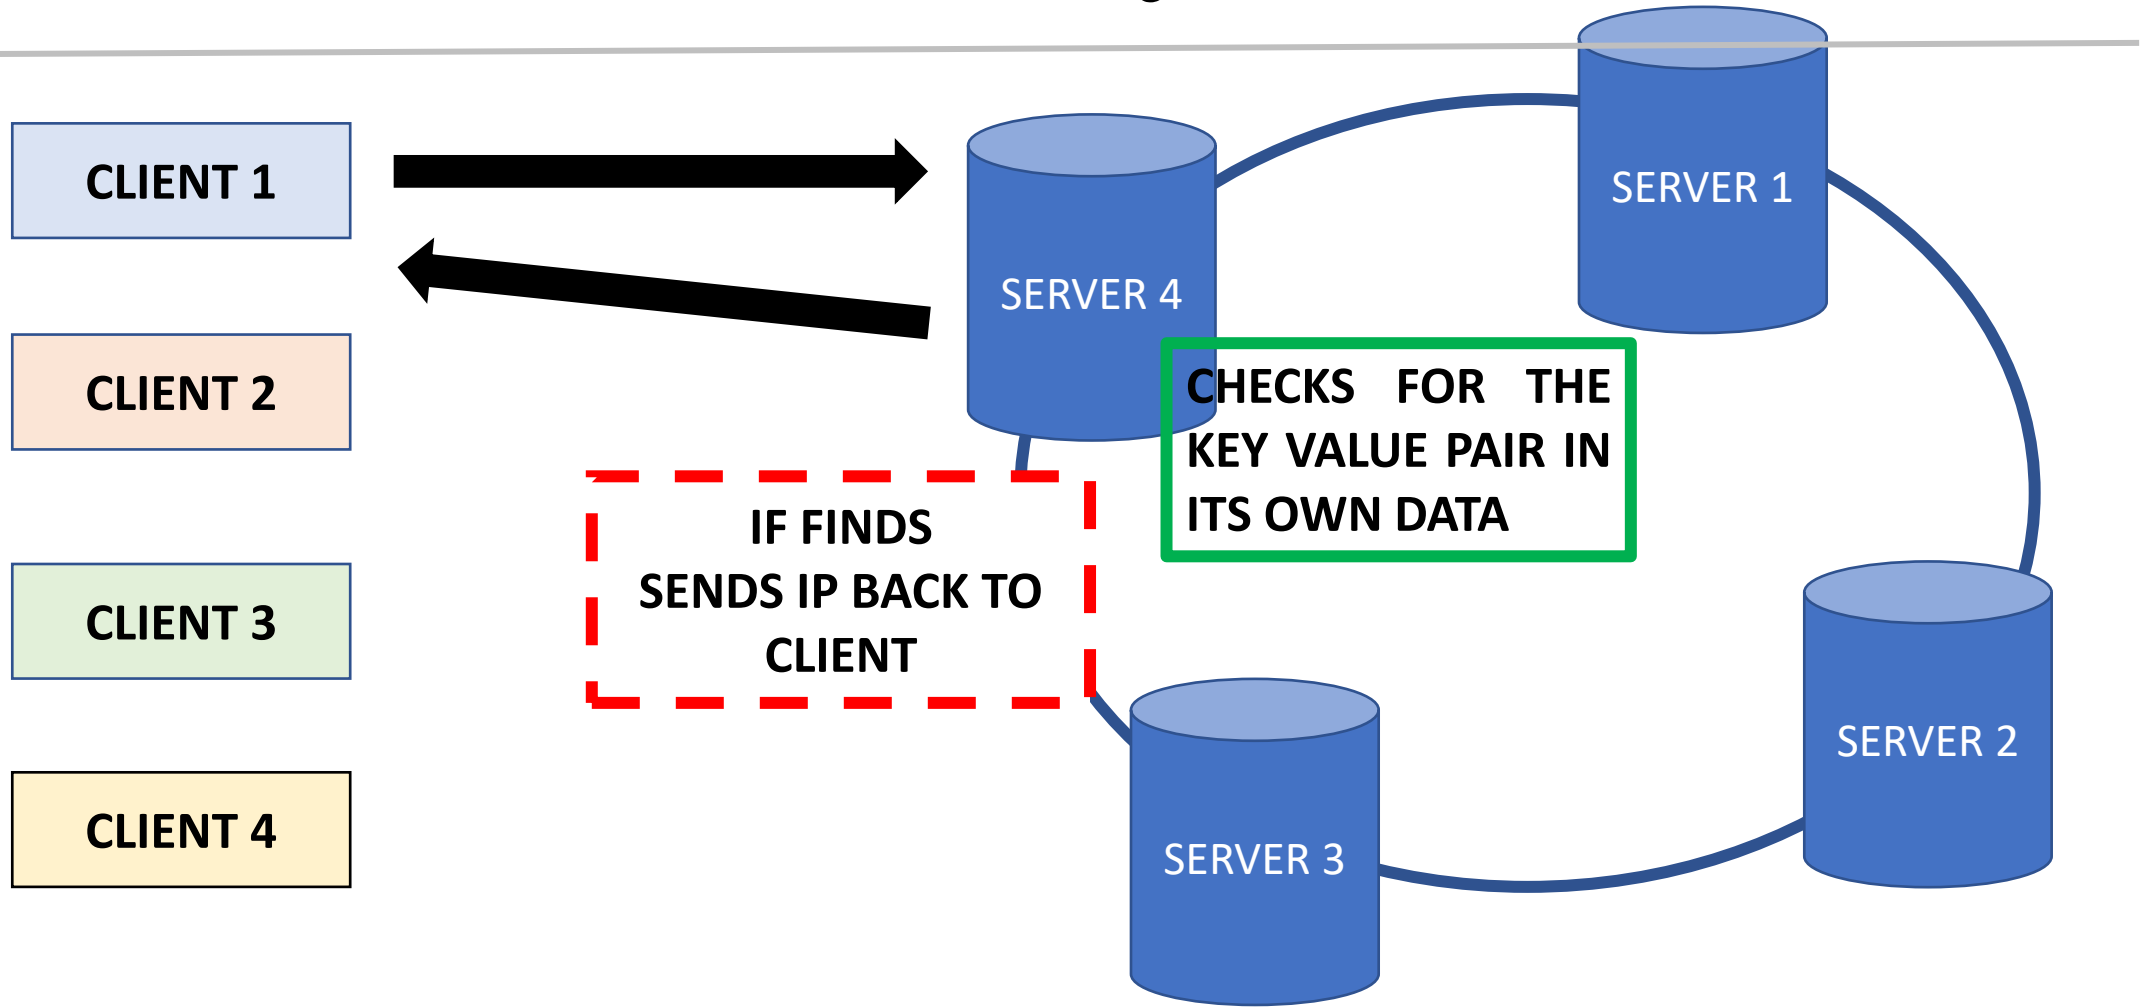 CLIENT 1
SERVER 1
SERVER 4
CLIENT 2
CHECKS FOR THE
KEY VALUE PAIR IN
ITS OWN DATA
IF FINDS
SENDS IP BACK TO
CLIENT
CLIENT 3
SERVER 2
CLIENT 4
SERVER 3